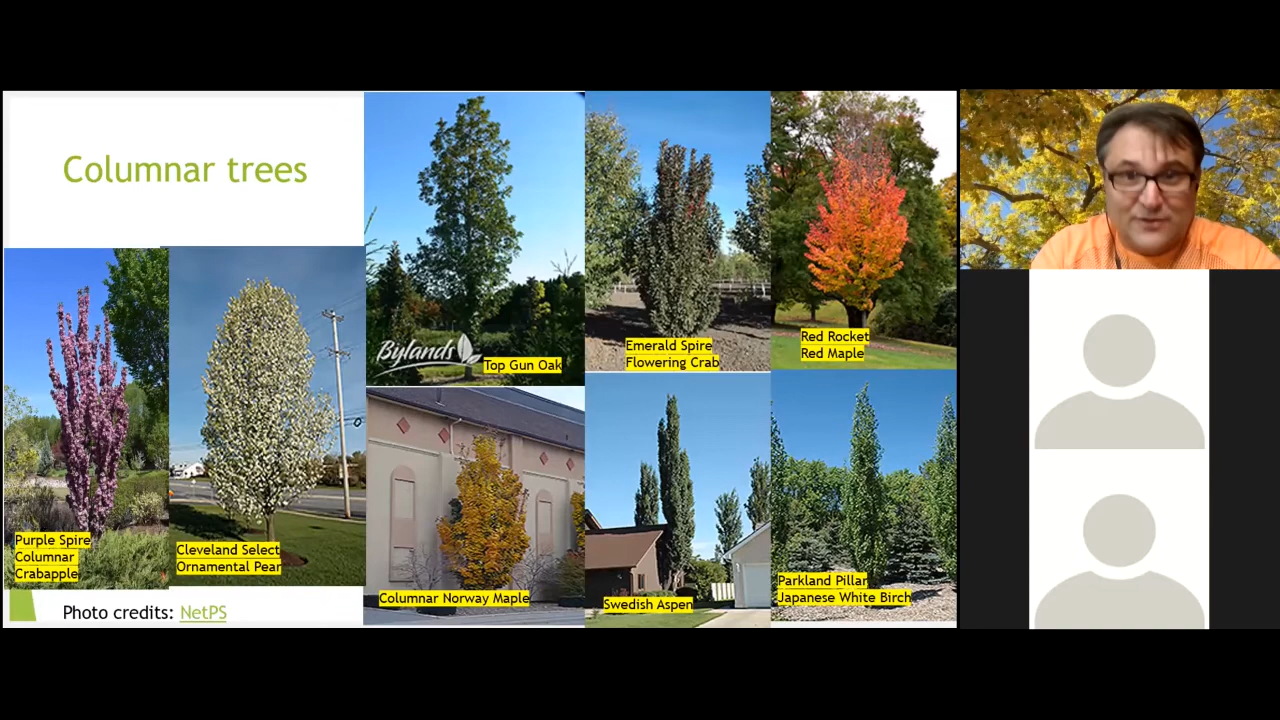 Columnar trees
Purple Spire
Columnar
Crabapple
Cleveland Select
Ornamental Pear
Bylands
Top Gun Oak
Emerald Spire
Flowering Crab
Red Rocket
Red Maple
Columnar Norway Maple
Swedish Aspen
Parkland Pillar
Japanese White Birch
Photo credits: NetPS